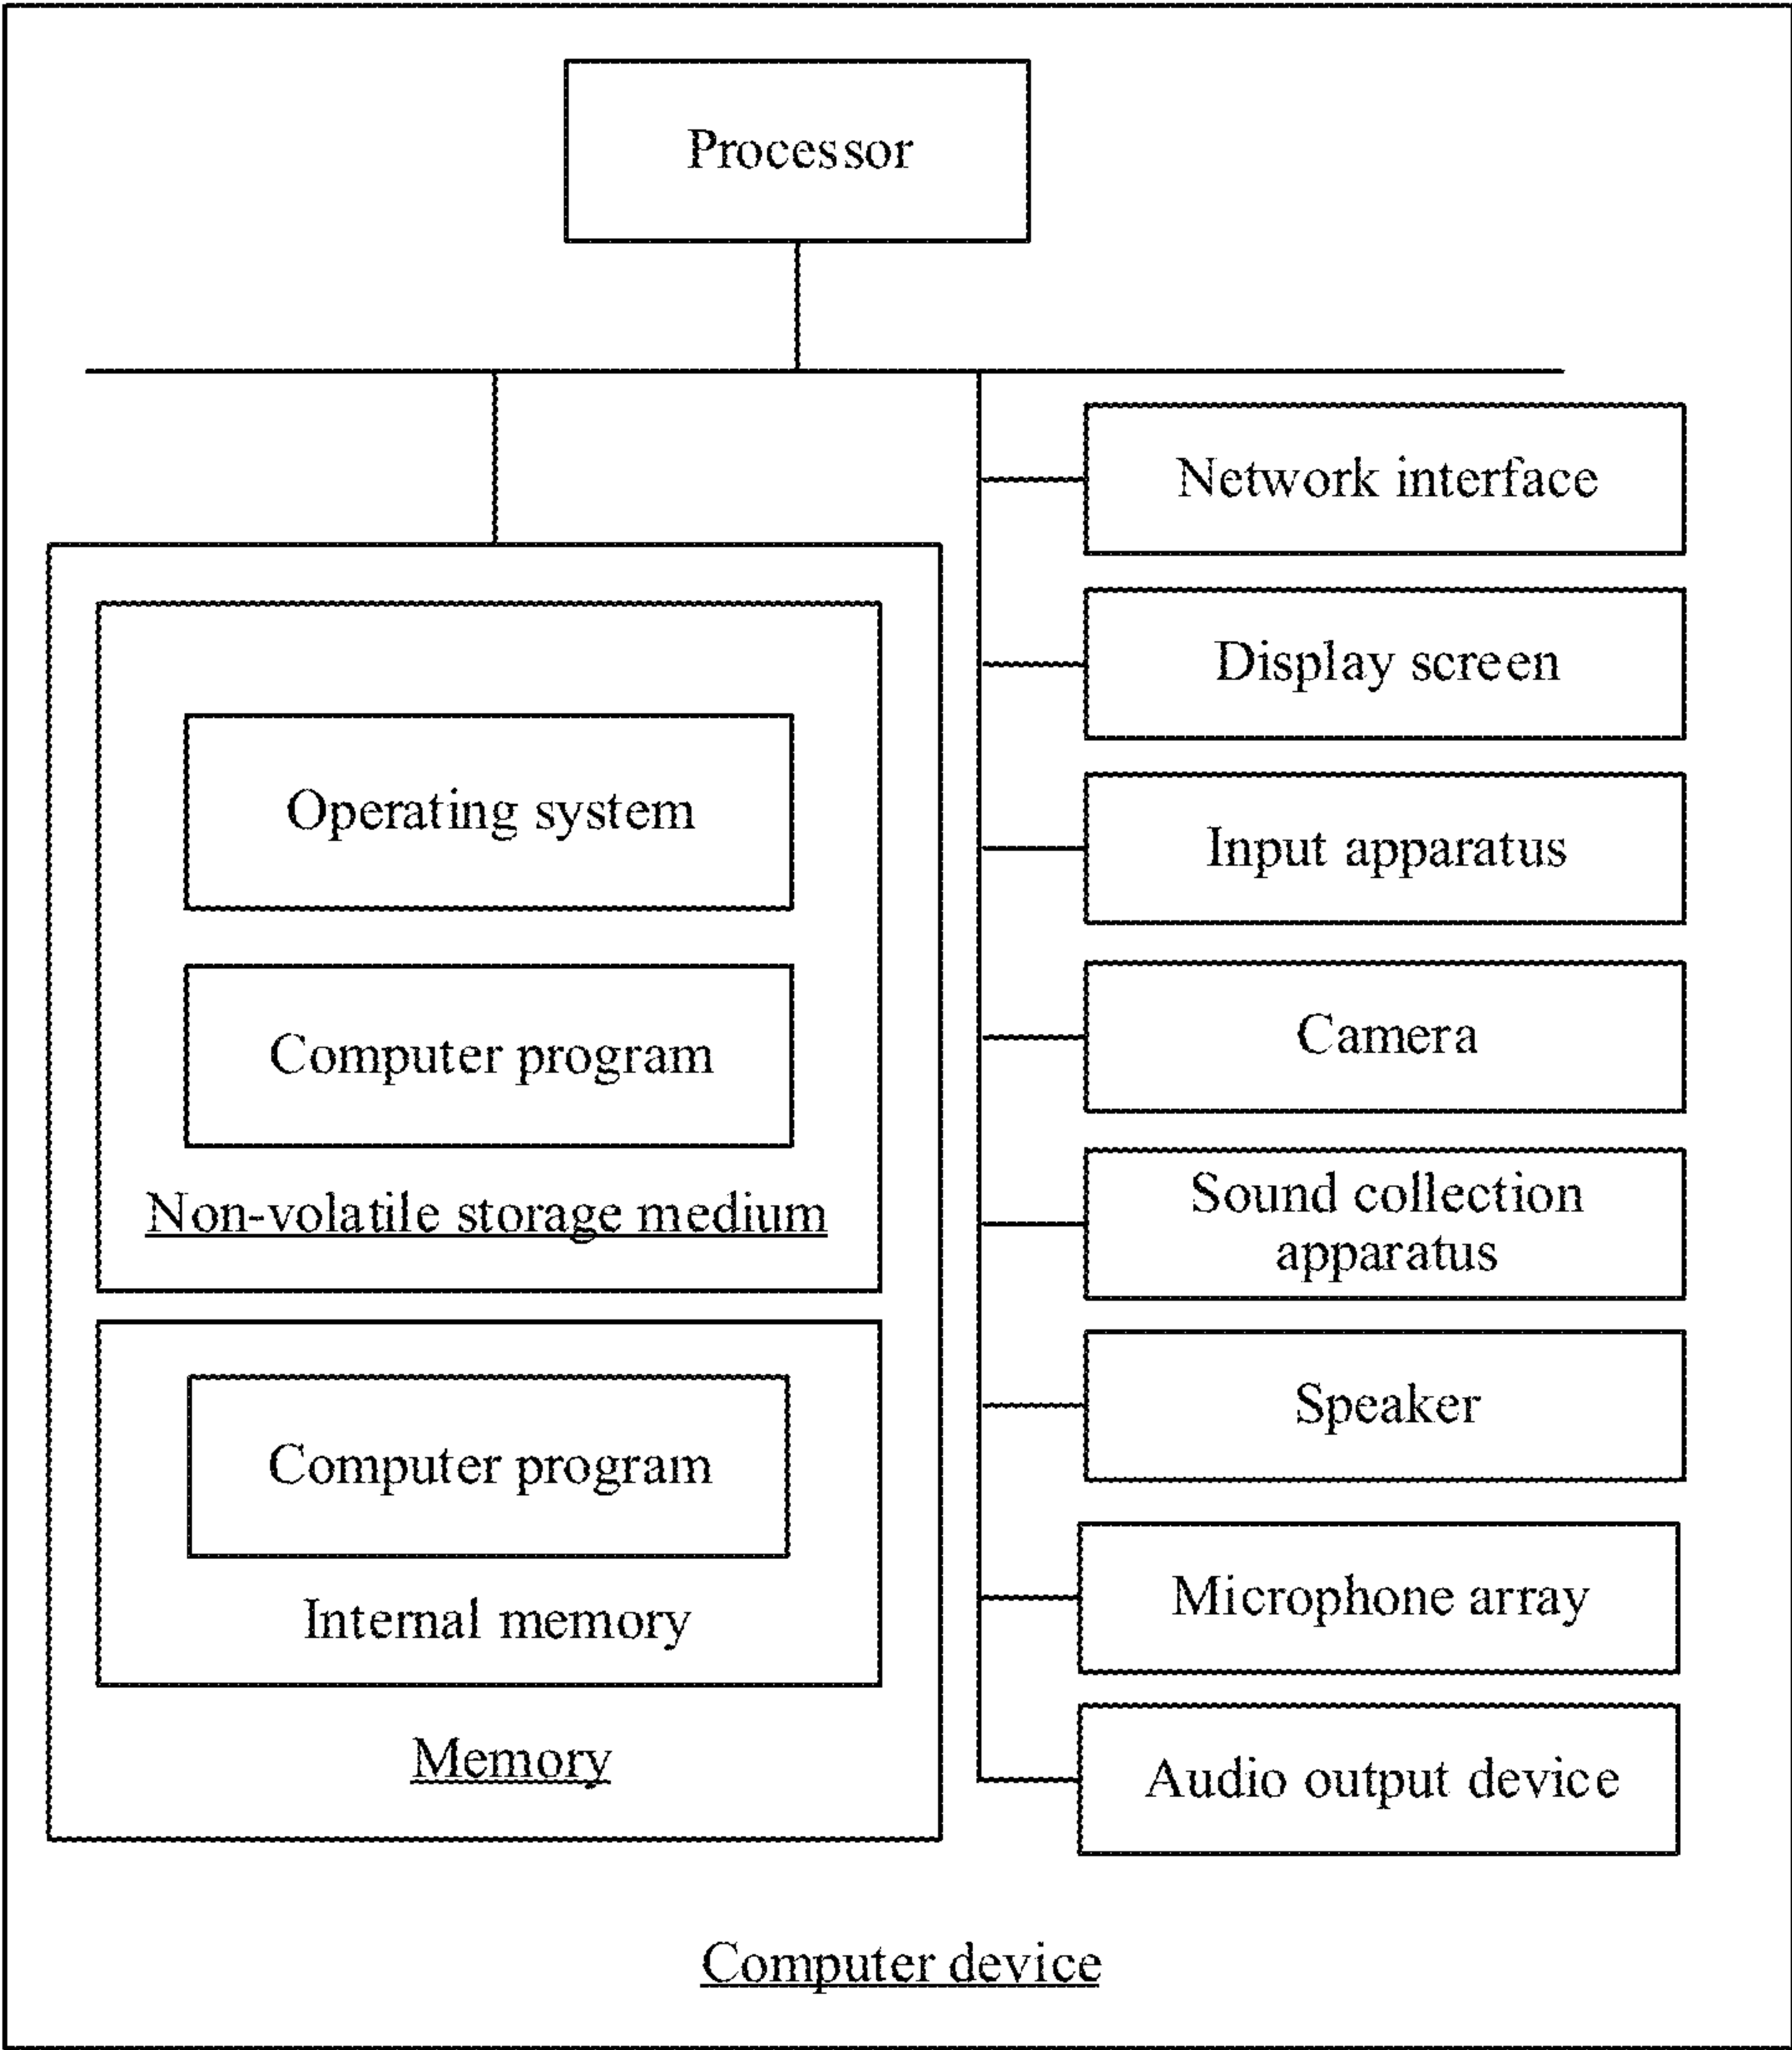 Processor
Network interface
Display screen
Input apparatus
Camera
Sound collection
apparatus
Speaker
Microphone array
Audio output device
Operating system
Computer program
Non-volatile storage medium
Computer program
Internal memory
Memory
Computer device